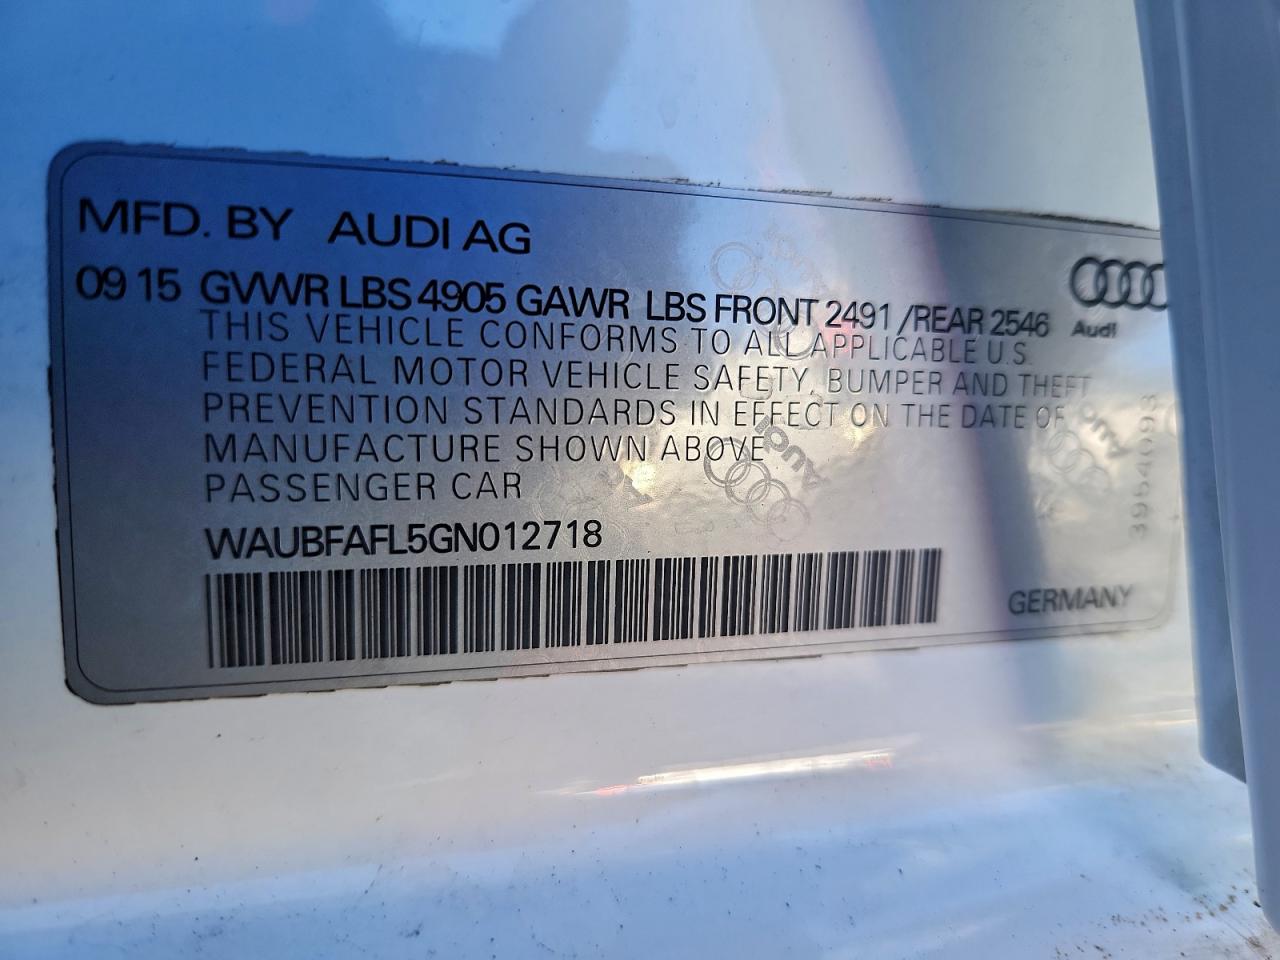 MFD. BY AUDI AG
09 15 GVWR LBS 4905 GAWR LBS FRONT 2491 /REAR 2546
Audi
THIS VEHICLE CONFORMS TO ALL APPLICABLE U.S.
FEDERAL MOTOR VEHICLE SAFETY, BUMPER AND THEFT
PREVENTION STANDARDS IN EFFECT ON THE DATE OF
MANUFACTURE SHOWN ABOVE
PASSENGER CAR
WAUBFAFL5GN012718
GERMANY
Audi